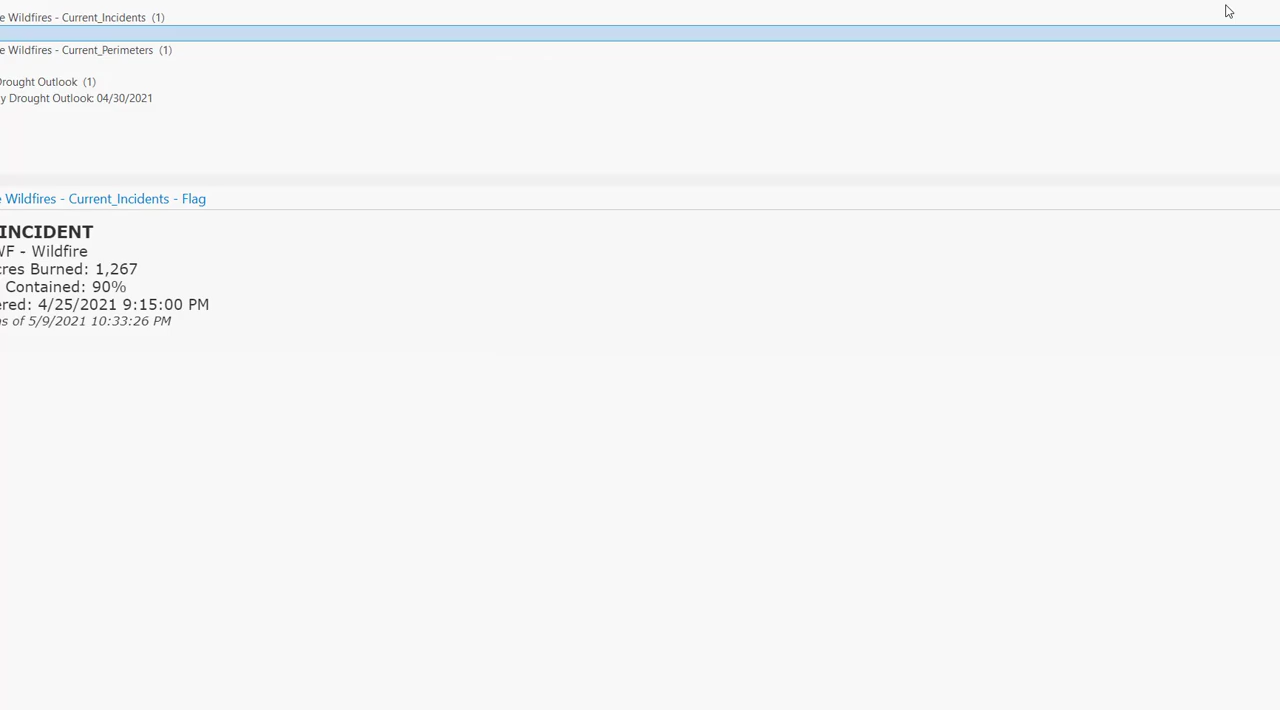 e Wildfires - Current_Incidents (1)
e Wildfires - Current_Perimeters (1)
Drought Outlook (1)
y Drought Outlook: 04/30/2021
e Wildfires - Current_Incidents - Flag
INCIDENT
WF - Wildfire
cres Burned: 1,267
Contained: 90%
ered: 4/25/2021 9:15:00 PM
as of 5/9/2021 10:33:26 PM